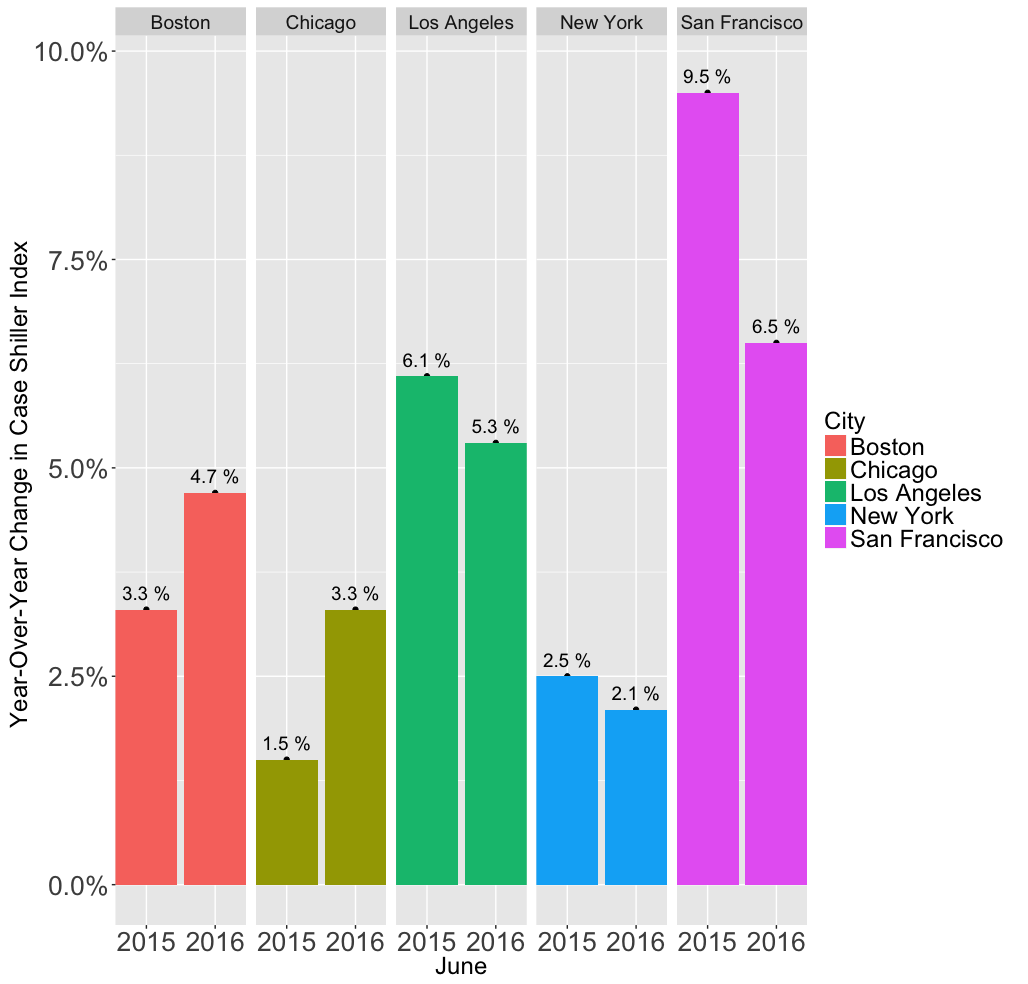 Boston Chicago Los Angeles New York San Francisco
10.0%
7.5%
5.0%
2.5%
0.0%
Year-Over-Year Change in Case Shiller Index
3.3 %
4.7 %
1.5 %
3.3 %
6.1 %
5.3 %
2.5 %
2.1 %
9.5 %
6.5 %
2015 2016 2015 2016 2015 2016 2015 2016 2015 2016
June
City
Boston
Chicago
Los Angeles
New York
San Francisco